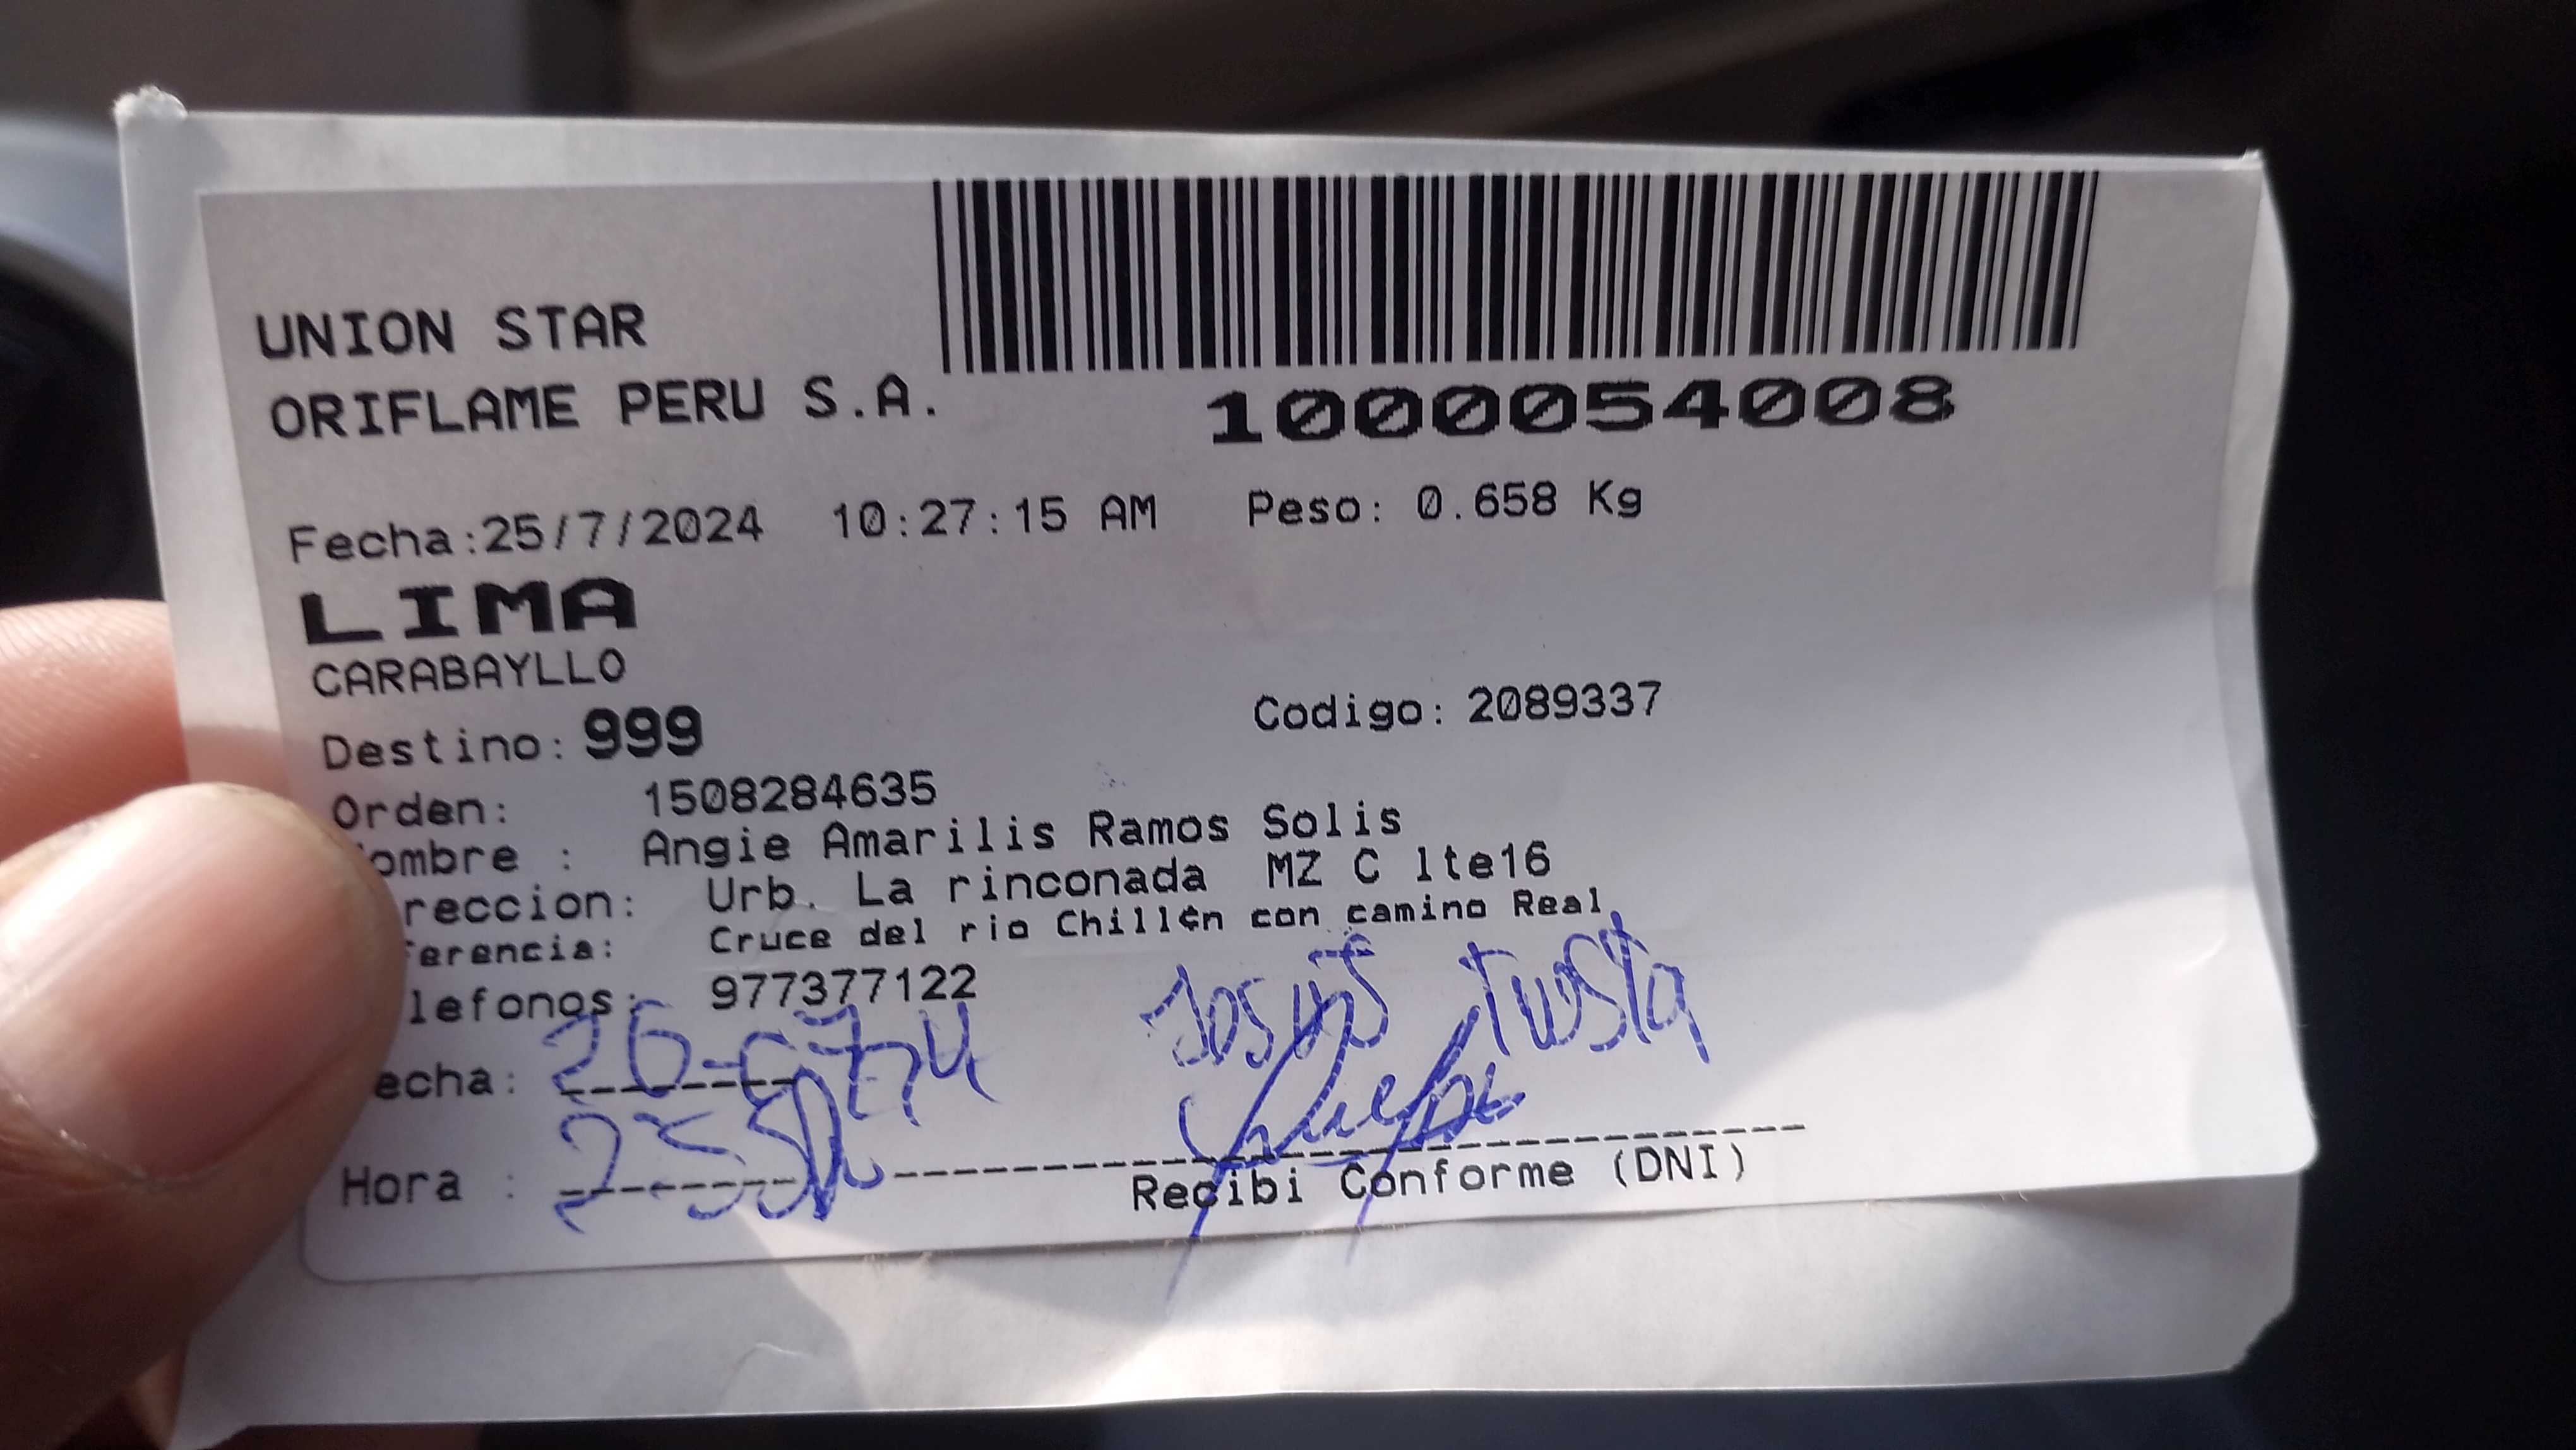 UNION STAR
ORIFLAME PERU S.A.
1000054008
Fecha:25/7/2024 10:27:15 AM Peso: 0.658 Kg
LIMA
CARABAYLLO
Destino: 999 Codigo: 2089337
Orden: 1508284635
ombre : Angie Amarilis Ramos Solis
reccion: Urb. La rinconada MZ C lte16
ferencia: Cruce del rio Chill¢n con camino Real
lefonos: 977377122
echa:
Hora :
Recibi Conforme (DNI)